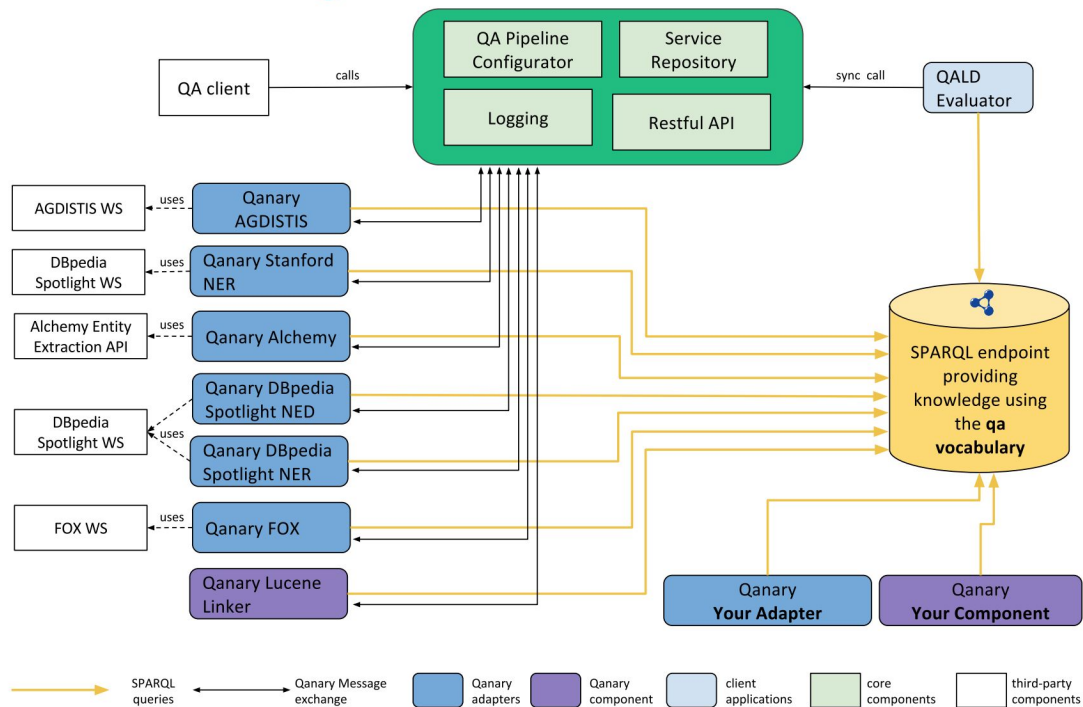 QA Pipeline
Configurator
Service
Repository
Logging
Restful API
QA client
calls
sync call
QALD
Evaluator
AGDISTIS WS
uses
Qanary
AGDISTIS
DBpedia
Spotlight WS
uses
Qanary Stanford
NER
Alchemy Entity
Extraction API
uses
Qanary Alchemy
DBpedia
Spotlight WS
uses
Qanary DBpedia
Spotlight NED
Qanary DBpedia
Spotlight NER
FOX WS
uses
Qanary FOX
Qanary Lucene
Linker
SPARQL endpoint
providing
knowledge using
the qa
vocabulary
Qanary
Your Adapter
Qanary
Your Component
SPARQL
queries
Qanary Message
exchange
Qanary
adapters
Qanary
component
client
applications
core
components
third-party
components